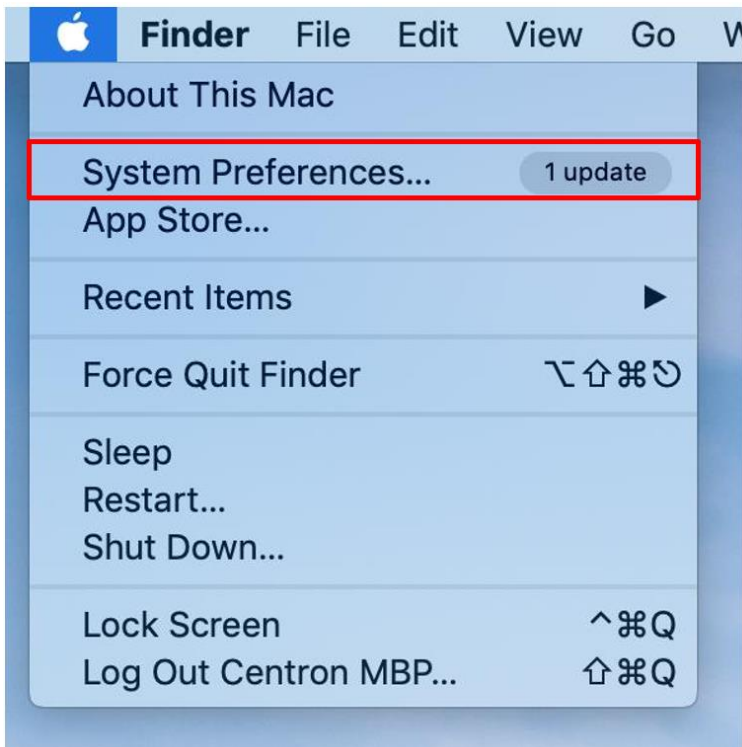 Finder File Edit View Go
About This Mac
System Preferences... 1 update
App Store...
Recent Items ▶
Force Quit Finder ⌥⇧⌘⎋
Sleep
Restart...
Shut Down...
Lock Screen ^⌘Q
Log Out Centron MBP... ⇧⌘Q